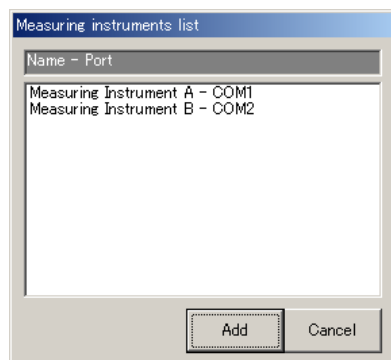 Measuring instruments list
Name - Port
Measuring Instrument A - COM1
Measuring Instrument B - COM2
Add
Cancel